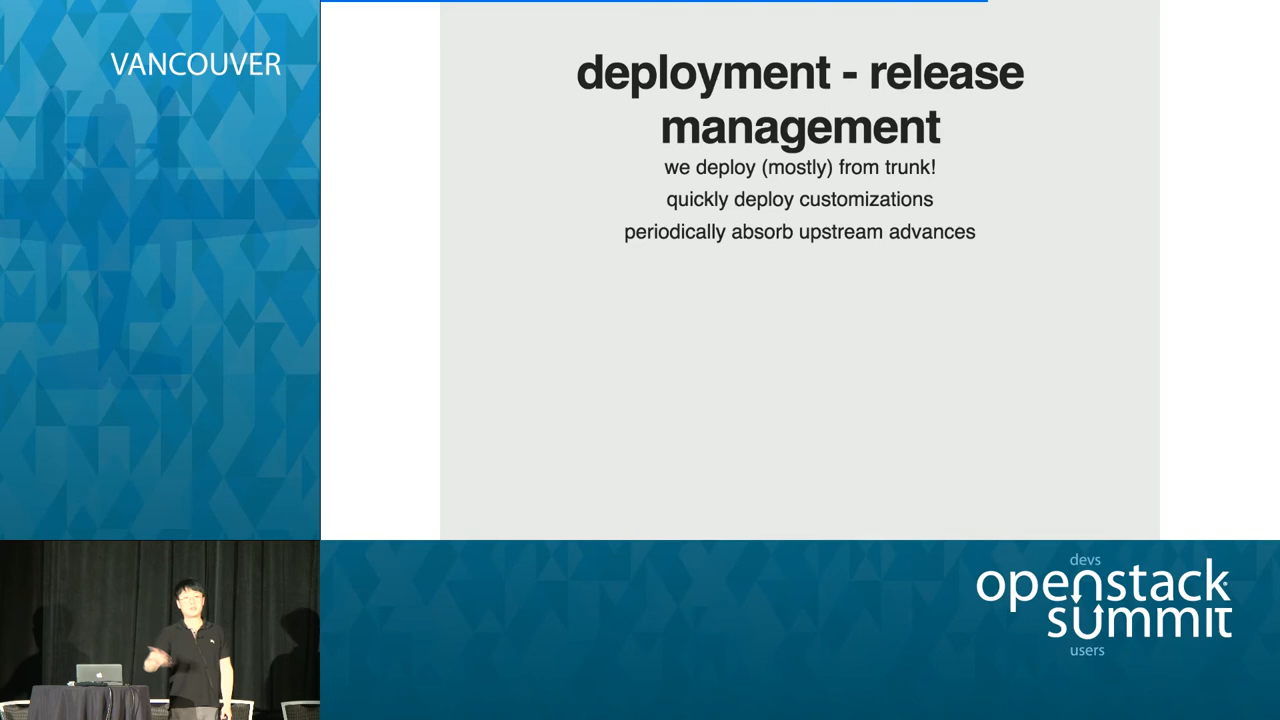 VANCOUVER
deployment - release
management
we deploy (mostly) from trunk!
quickly deploy customizations
periodically absorb upstream advances
devs
openstack
summit
users